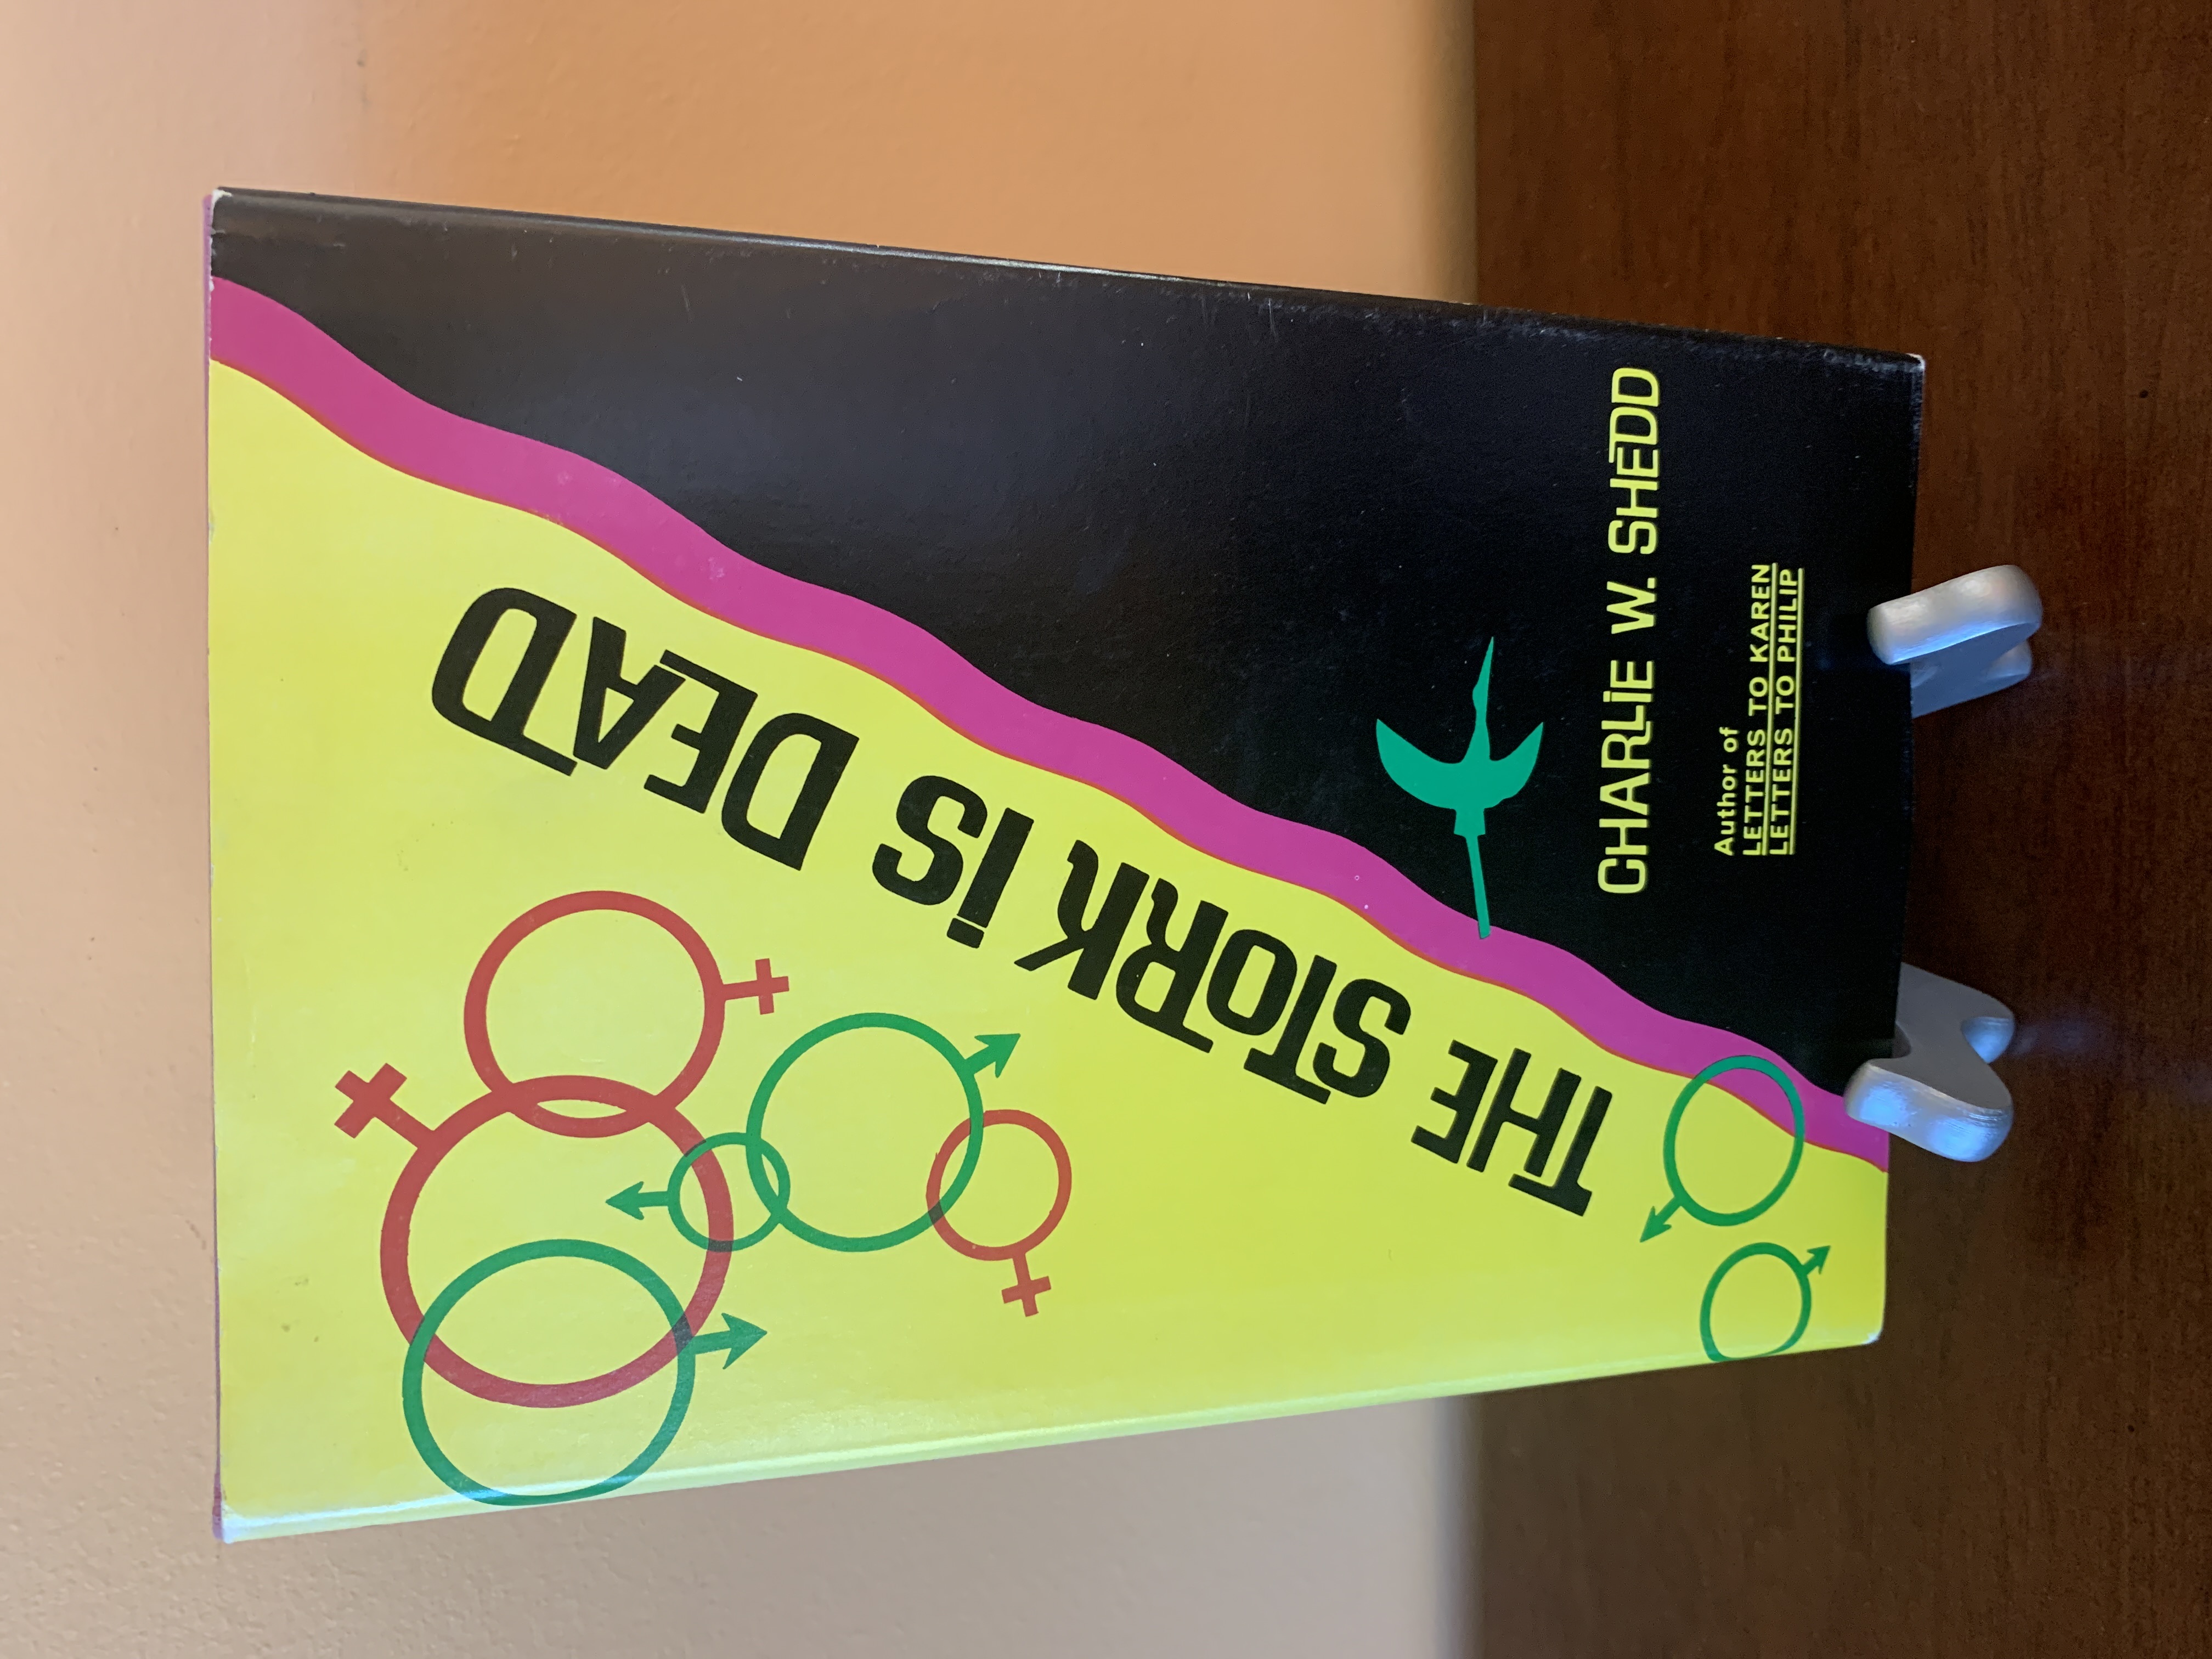 THE STORK iS DEAD
CHARLiE W. SHEDD
Author of
LETTERS TO KAREN
LETTERS TO PHILIP